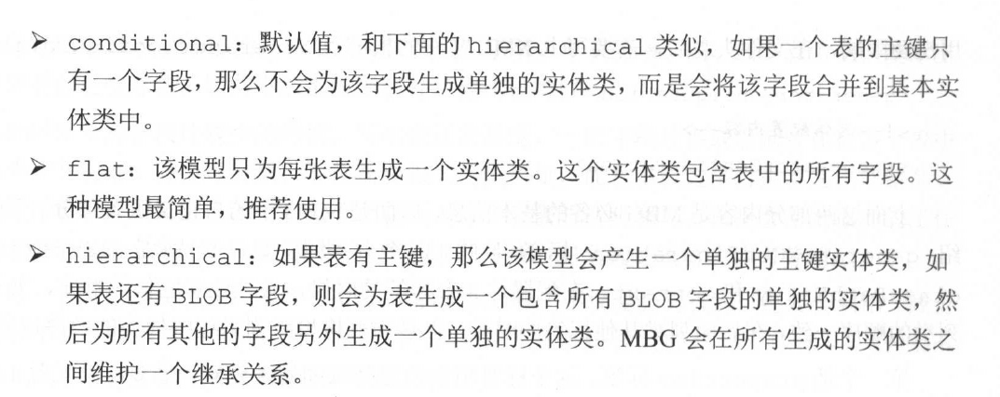 ➢ conditional：默认值，和下面的 hierarchical 类似，如果一个表的主键只
有一个字段，那么不会为该字段生成单独的实体类，而是会将该字段合并到基本实
体类中。
➢ flat：该模型只为每张表生成一个实体类。这个实体类包含表中的所有字段。这
种模型最简单，推荐使用。
➢ hierarchical：如果表有主键，那么该模型会产生一个单独的主键实体类，如
果表还有 BLOB 字段，则会为表生成一个包含所有 BLOB 字段的单独的实体类，然
后为所有其他的字段另外生成一个单独的实体类。MBG 会在所有生成的实体类之
间维护一个继承关系。